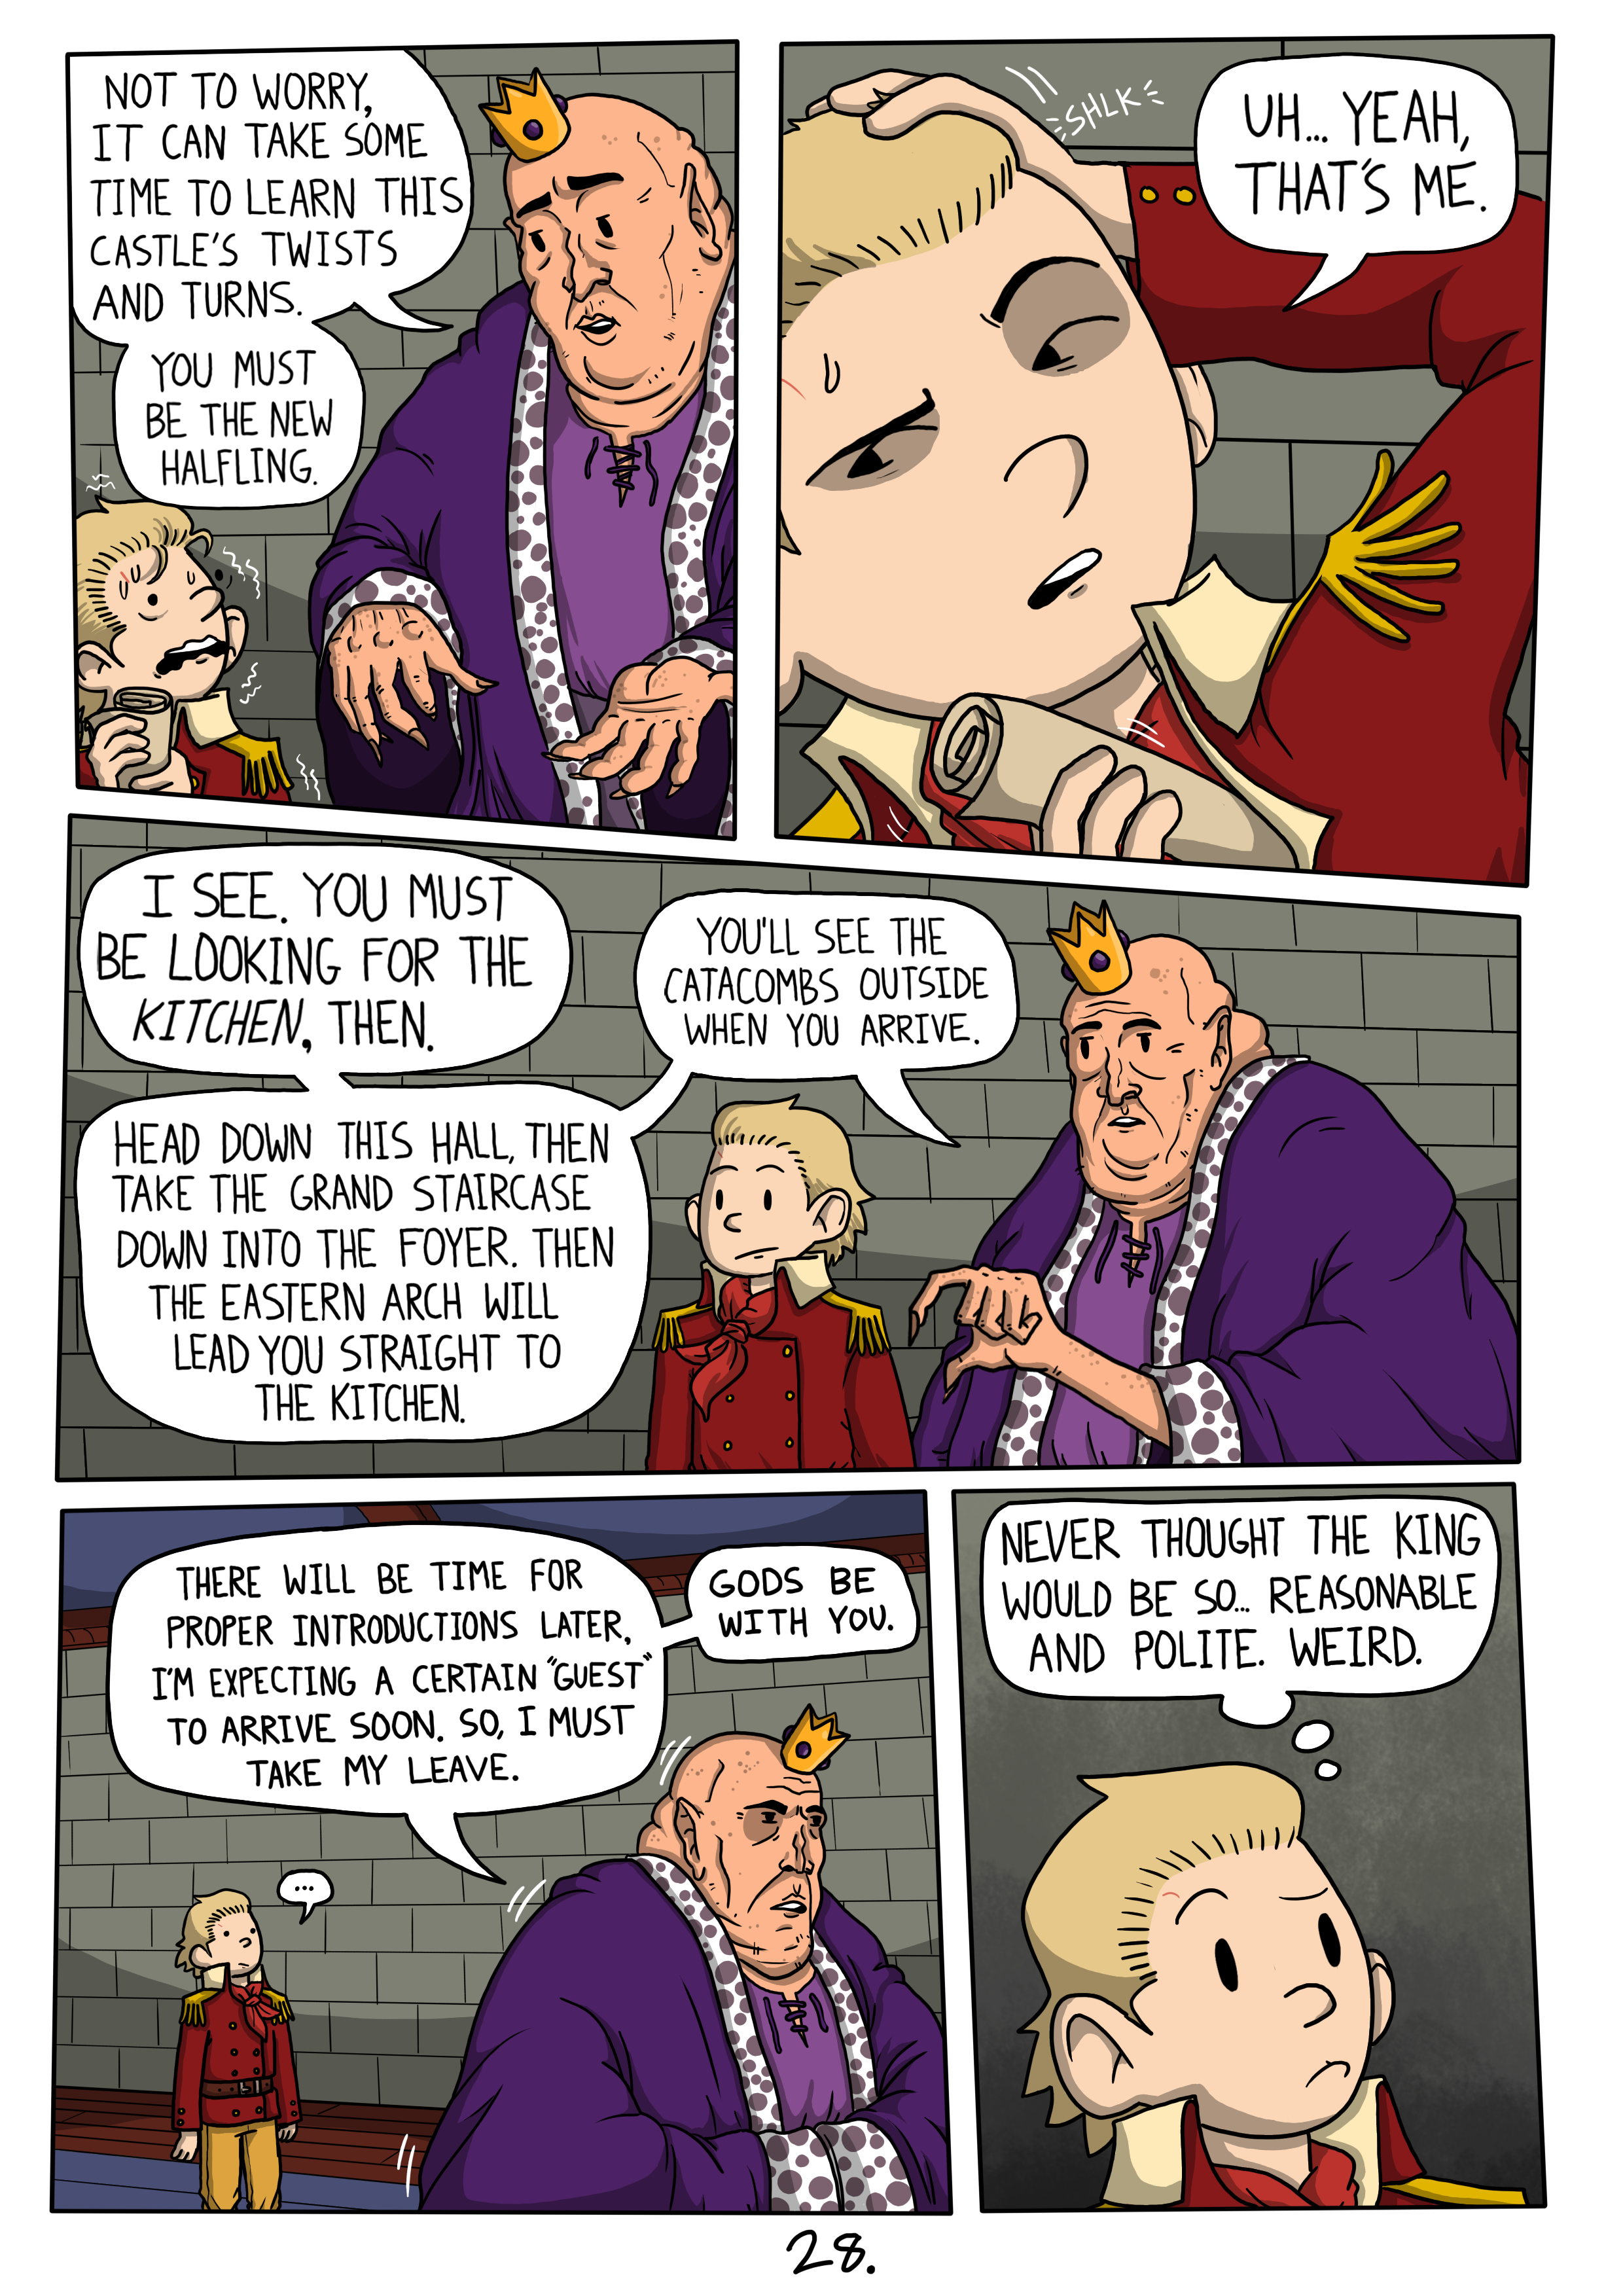 NOT TO WORRY,
IT CAN TAKE SOME
TIME TO LEARN THIS
CASTLE'S TWISTS
AND TURNS.
YOU MUST
BE THE NEW
HALFLING.
SHLK
UH... YEAH,
THAT'S ME.
I SEE. YOU MUST
BE LOOKING FOR THE
KITCHEN, THEN.
HEAD DOWN THIS HALL, THEN
TAKE THE GRAND STAIRCASE
DOWN INTO THE FOYER. THEN
THE EASTERN ARCH WILL
LEAD YOU STRAIGHT TO
THE KITCHEN.
YOU'LL SEE THE
CATACOMBS OUTSIDE
WHEN YOU ARRIVE.
THERE WILL BE TIME FOR
PROPER INTRODUCTIONS LATER,
I'M EXPECTING A CERTAIN "GUEST"
TO ARRIVE SOON. SO, I MUST
TAKE MY LEAVE.
GODS BE
WITH YOU.
...
NEVER THOUGHT THE KING
WOULD BE SO... REASONABLE
AND POLITE. WEIRD.
28.